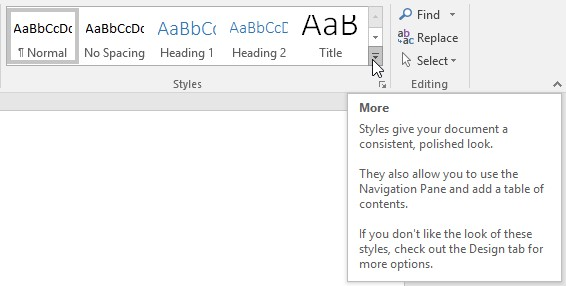 AaBbCcDc AaBbCcDc AaBbCc AaBbCcD AaB
¶ Normal No Spacing Heading 1 Heading 2 Title
Styles
Find
Replace
Select
Editing
More
Styles give your document a
consistent, polished look.
They also allow you to use the
Navigation Pane and add a table of
contents.
If you don't like the look of these
styles, check out the Design tab for
more options.